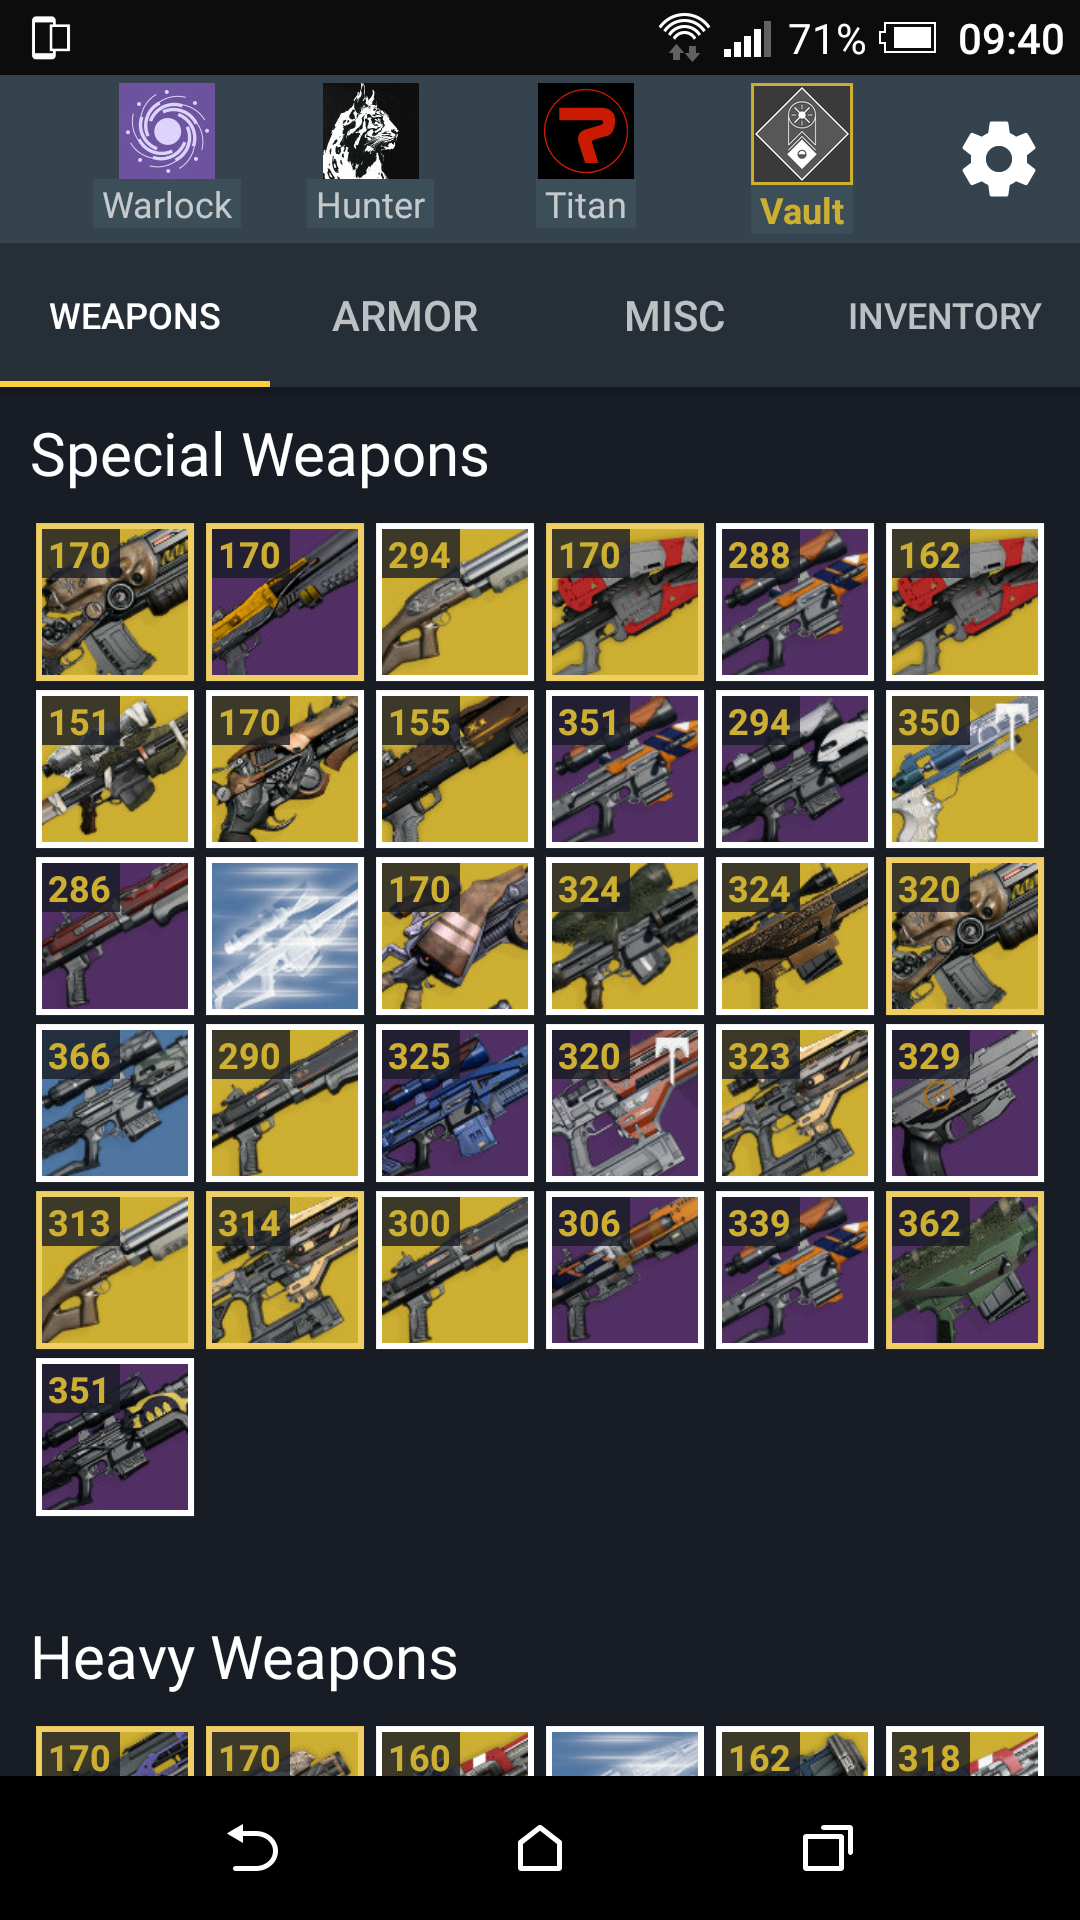 71% 09:40
Warlock Hunter Titan Vault
WEAPONS ARMOR MISC INVENTORY
Special Weapons
170 170 294 170 288 162
151 170 155 351 294 350
286 170 324 324 320
366 290 325 320 323 329
313 314 300 306 339 362
351
Heavy Weapons
170 170 160 162 318